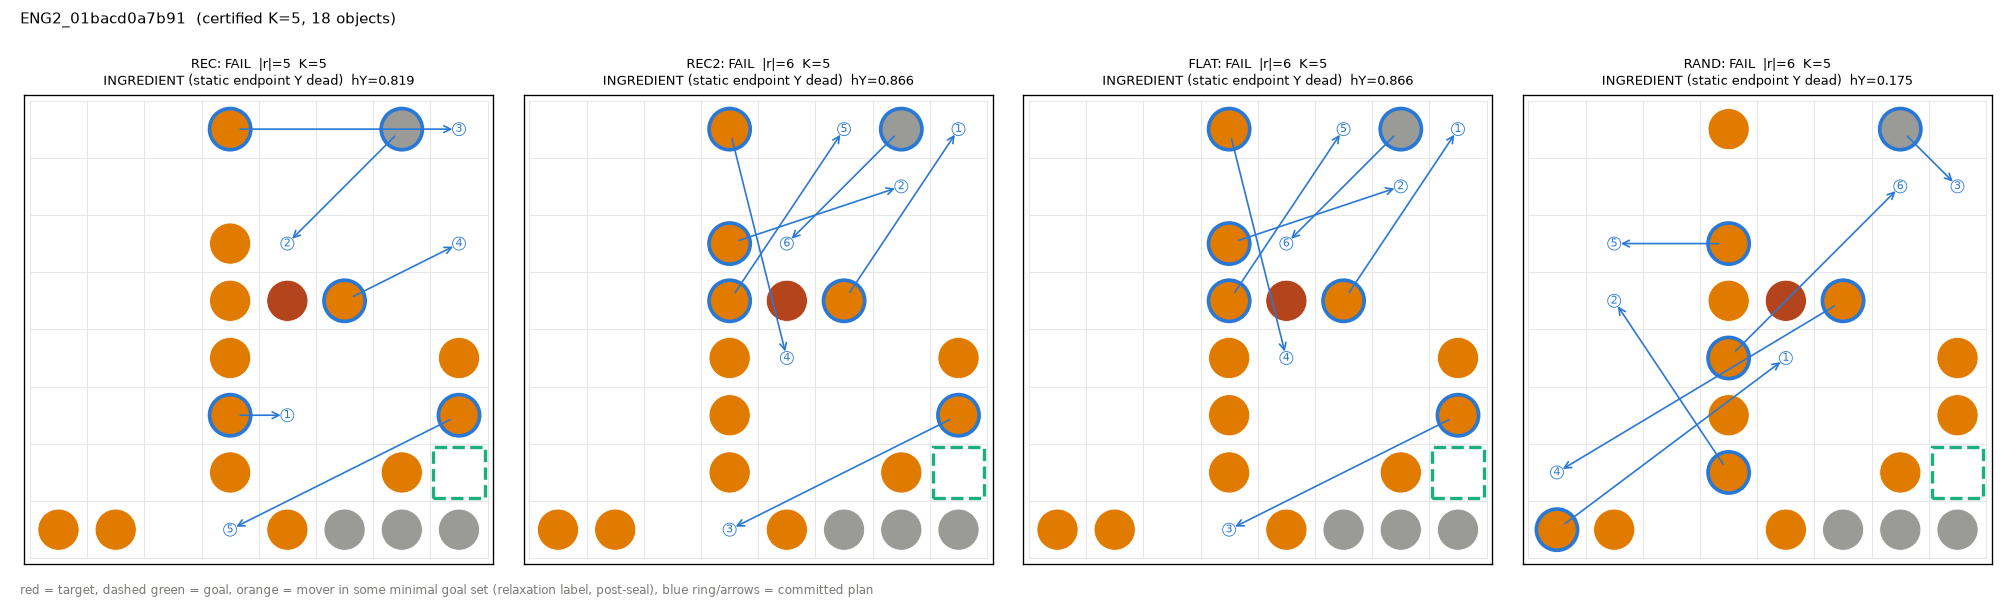 ENG2_01bacd0a7b91 (certified K=5, 18 objects)
REC: FAIL |r|=5 K=5
INGREDIENT (static endpoint Y dead) hY=0.819
3
2
4
1
5
REC2: FAIL |r|=6 K=5
INGREDIENT (static endpoint Y dead) hY=0.866
5
1
2
6
4
3
FLAT: FAIL |r|=6 K=5
INGREDIENT (static endpoint Y dead) hY=0.866
5
1
2
6
4
3
RAND: FAIL |r|=6 K=5
INGREDIENT (static endpoint Y dead) hY=0.175
6
3
5
2
1
4
red = target, dashed green = goal, orange = mover in some minimal goal set (relaxation label, post-seal), blue ring/arrows = committed plan